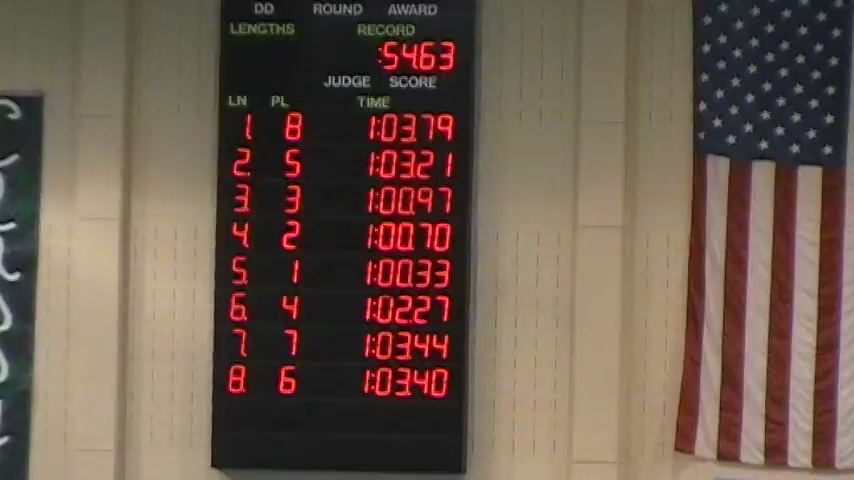 DD ROUND AWARD
LENGTHS RECORD
:54.63
JUDGE SCORE
LN PL TIME
1. 8 1:03.79
2. 5 1:03.21
3. 3 1:00.97
4. 2 1:00.70
5. 1 1:00.33
6. 4 1:02.27
7. 7 1:03.44
8. 6 1:03.40